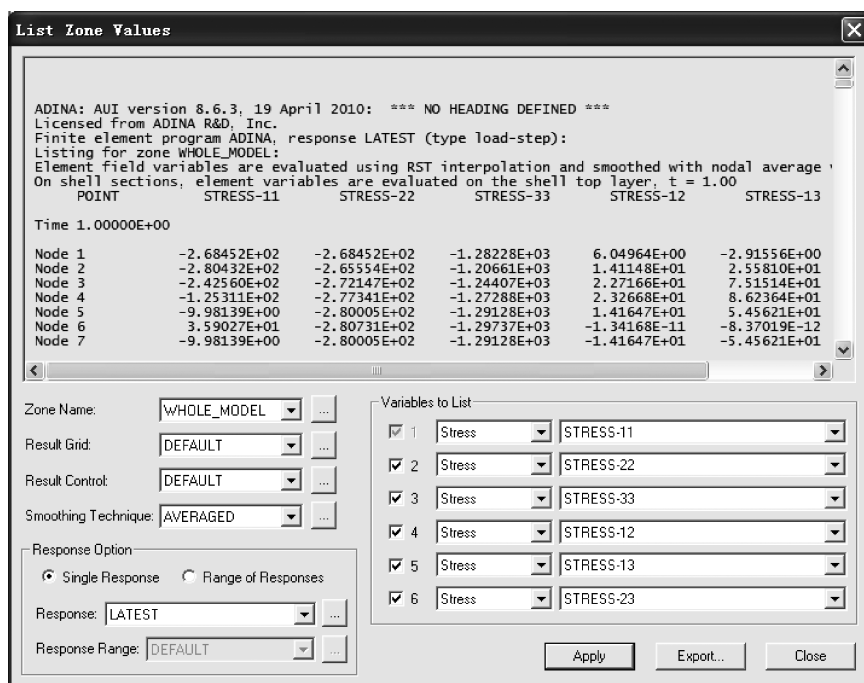 List Zone Values
ADINA: AUI version 8.6.3, 19 April 2010: *** NO HEADING DEFINED ***
Licensed from ADINA R&D, Inc.
Finite element program ADINA, response LATEST (type load-step):
Listing for zone WHOLE_MODEL:
Element field variables are evaluated using RST interpolation and smoothed with nodal average
On shell sections, element variables are evaluated on the shell top layer, t = 1.00
POINT STRESS-11 STRESS-22 STRESS-33 STRESS-12 STRESS-13
Time 1.00000E+00
Node 1 -2.68452E+02 -2.68452E+02 -1.28228E+03 6.04964E+00 -2.91556E+00
Node 2 -2.80432E+02 -2.65554E+02 -1.20661E+03 1.41148E+01 2.55810E+01
Node 3 -2.42560E+02 -2.72147E+02 -1.24407E+03 2.27166E+01 7.51514E+01
Node 4 -1.25311E+02 -2.77341E+02 -1.27288E+03 2.32668E+01 8.62364E+01
Node 5 -9.98139E+00 -2.80005E+02 -1.29128E+03 1.41647E+01 5.45621E+01
Node 6 3.59027E+01 -2.80731E+02 -1.29737E+03 -1.34168E-11 -8.37019E-12
Node 7 -9.98139E+00 -2.80005E+02 -1.29128E+03 -1.41647E+01 -5.45621E+01
Zone Name: WHOLE_MODEL ...
Result Grid: DEFAULT ...
Result Control: DEFAULT ...
Smoothing Technique: AVERAGED ...
Response Option
Single Response Range of Responses
Response: LATEST ...
Response Range: DEFAULT ...
Variables to List
1 Stress STRESS-11
2 Stress STRESS-22
3 Stress STRESS-33
4 Stress STRESS-12
5 Stress STRESS-13
6 Stress STRESS-23
Apply Export... Close